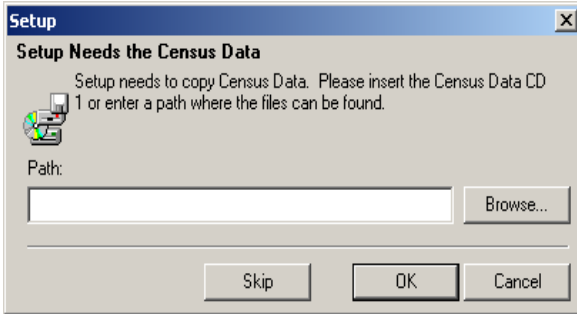 Setup
Setup Needs the Census Data
Setup needs to copy Census Data. Please insert the Census Data CD
1 or enter a path where the files can be found.
Path:
Browse...
Skip OK Cancel